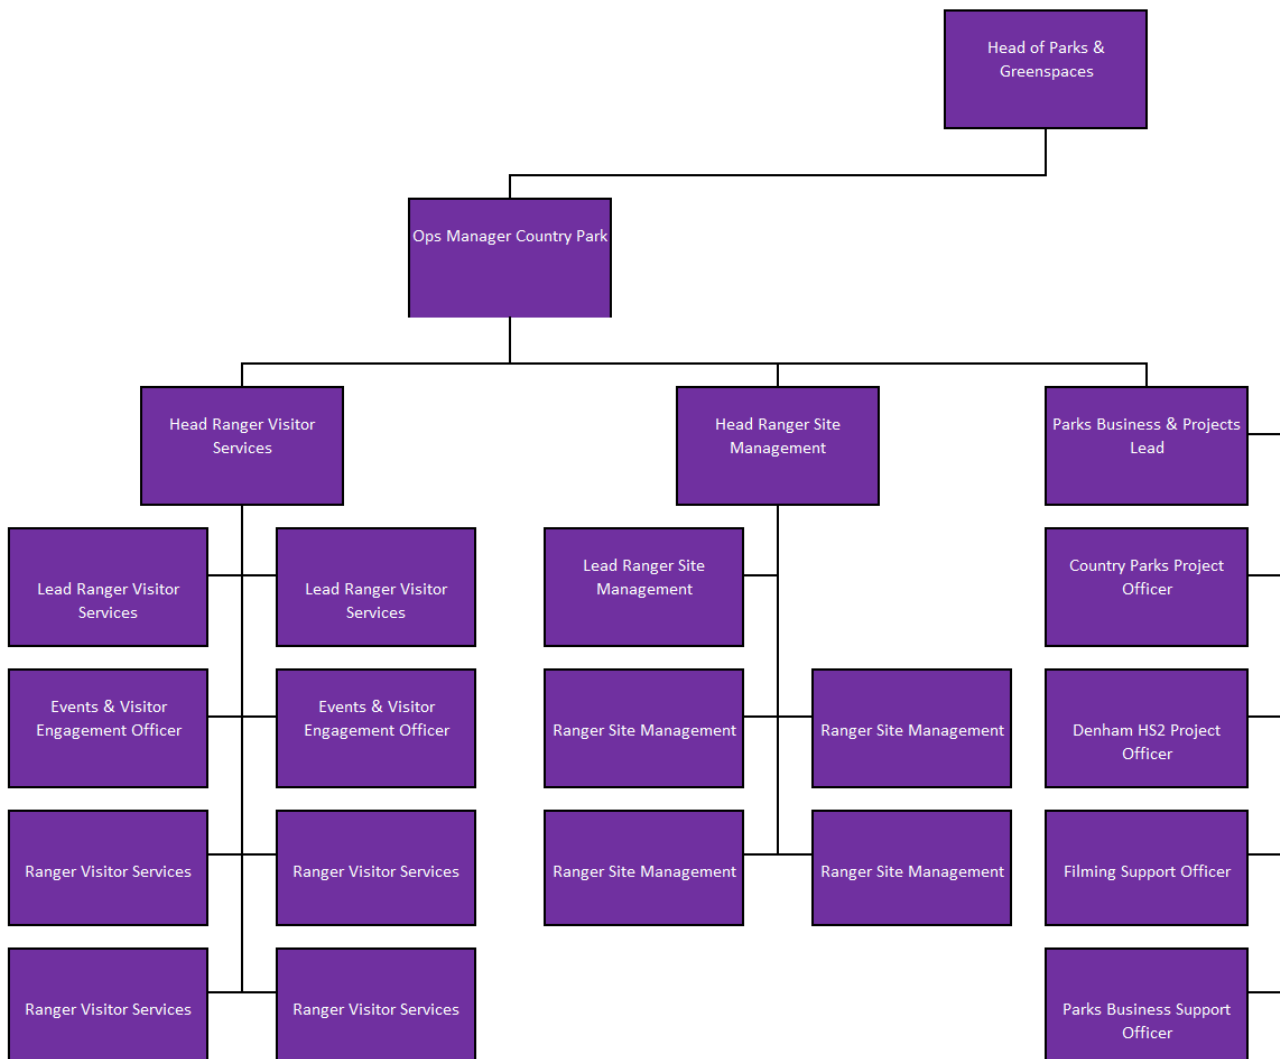 Head of Parks &
Greenspaces
Ops Manager Country Park
Head Ranger Visitor
Services
Head Ranger Site
Management
Parks Business & Projects
Lead
Lead Ranger Visitor
Services
Lead Ranger Visitor
Services
Lead Ranger Site
Management
Country Parks Project
Officer
Events & Visitor
Engagement Officer
Events & Visitor
Engagement Officer
Ranger Site Management
Ranger Site Management
Denham HS2 Project
Officer
Ranger Visitor Services
Ranger Visitor Services
Ranger Site Management
Ranger Site Management
Filming Support Officer
Ranger Visitor Services
Ranger Visitor Services
Parks Business Support
Officer